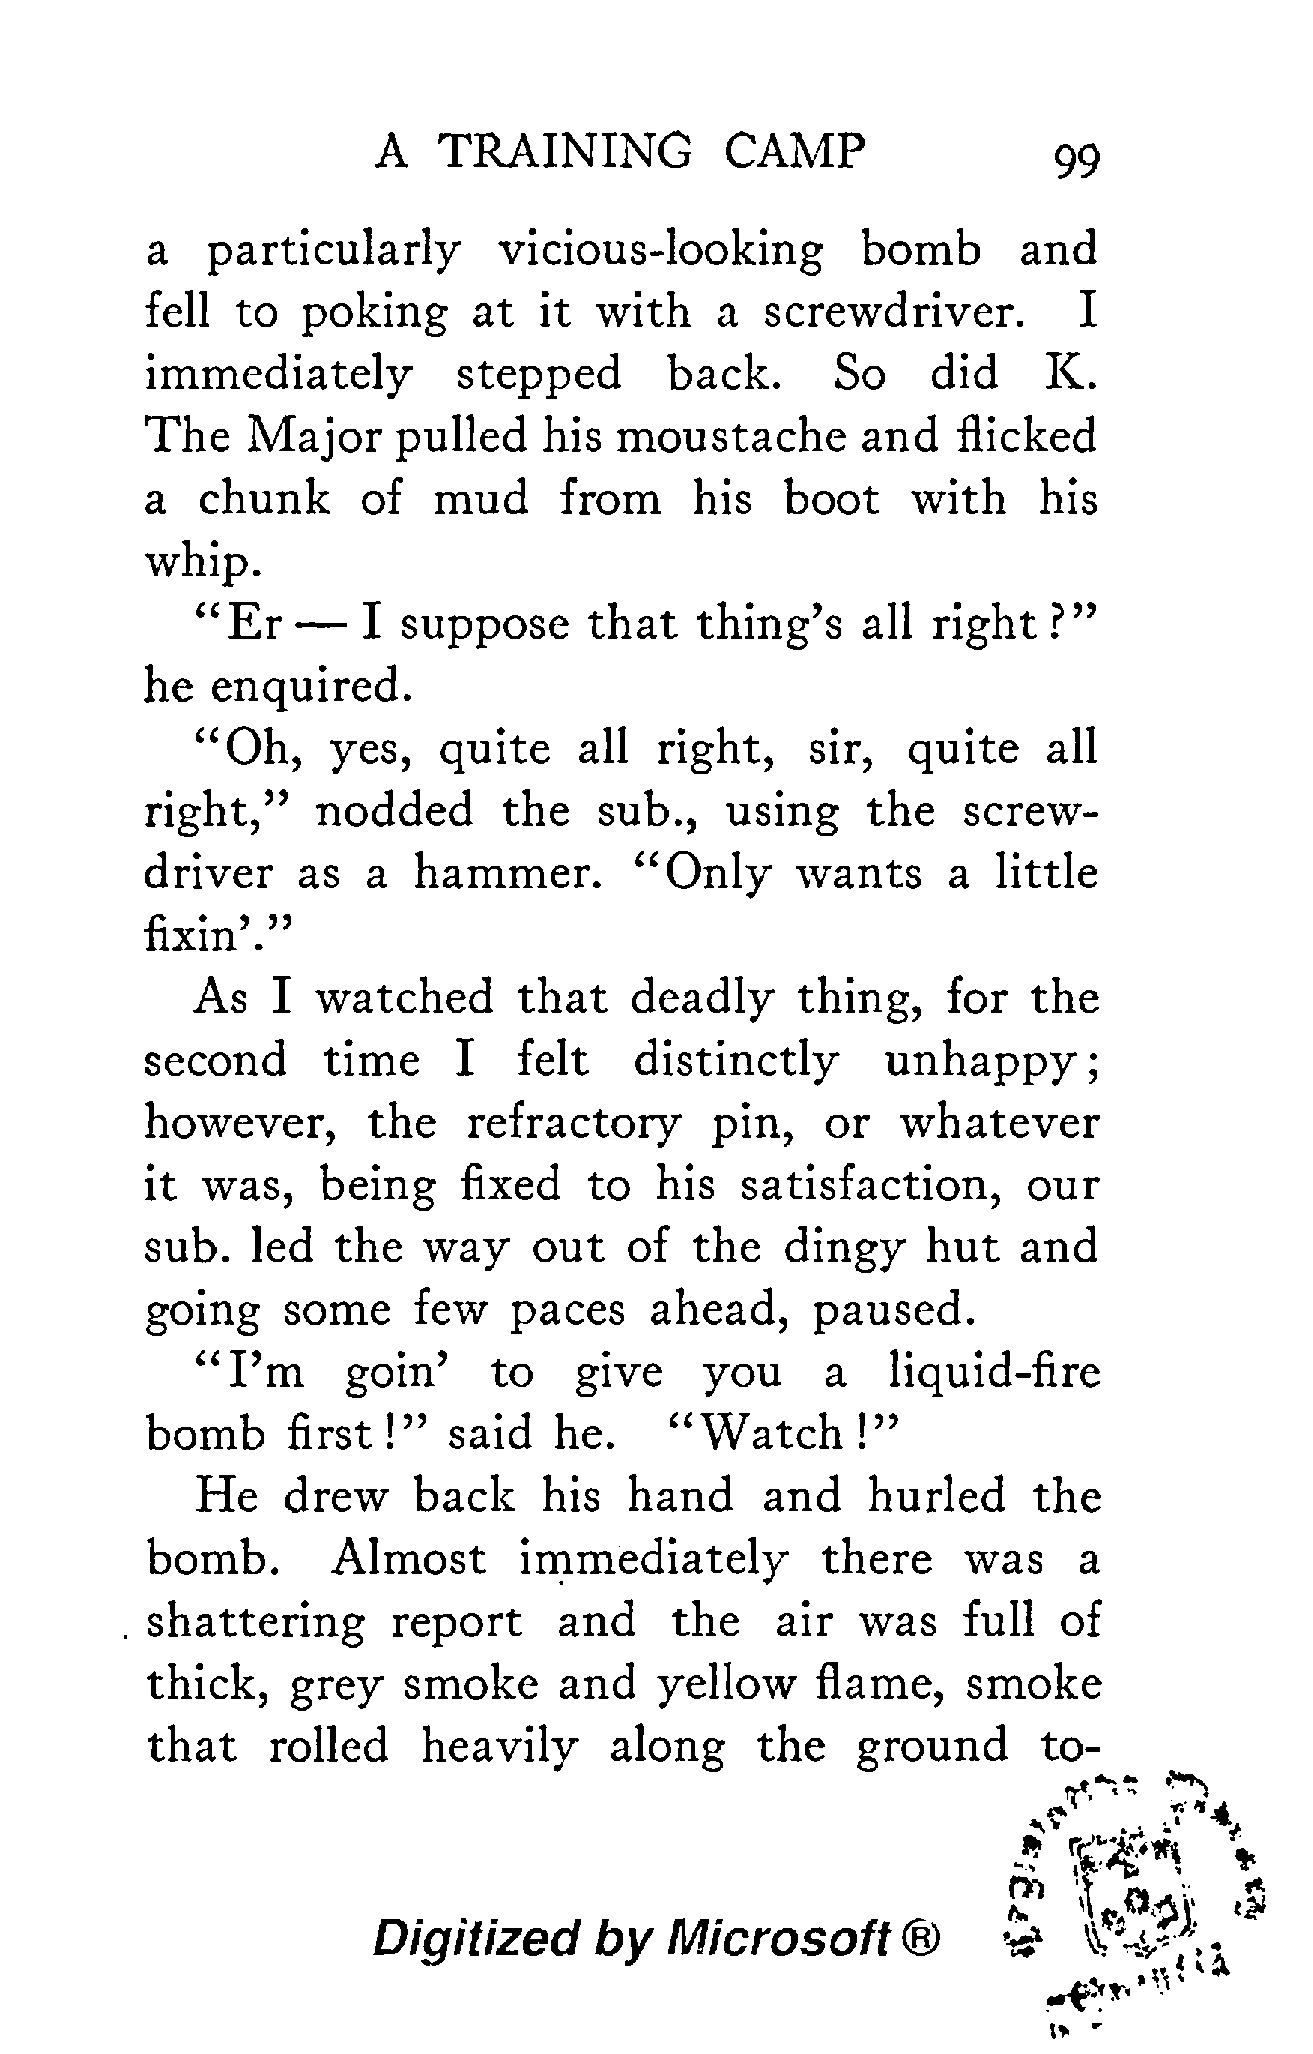 A TRAINING CAMP 99
a particularly vicious-looking bomb and
fell to poking at it with a screwdriver. I
immediately stepped back. So did K.
The Major pulled his moustache and flicked
a chunk of mud from his boot with his
whip.
"Er — I suppose that thing's all right?"
he enquired.
"Oh, yes, quite all right, sir, quite all
right," nodded the sub., using the screw-
driver as a hammer. "Only wants a little
fixin'."
As I watched that deadly thing, for the
second time I felt distinctly unhappy;
however, the refractory pin, or whatever
it was, being fixed to his satisfaction, our
sub. led the way out of the dingy hut and
going some few paces ahead, paused.
"I'm goin' to give you a liquid-fire
bomb first!" said he. "Watch!"
He drew back his hand and hurled the
bomb. Almost immediately there was a
shattering report and the air was full of
thick, grey smoke and yellow flame, smoke
that rolled heavily along the ground to-
Digitized by Microsoft ®